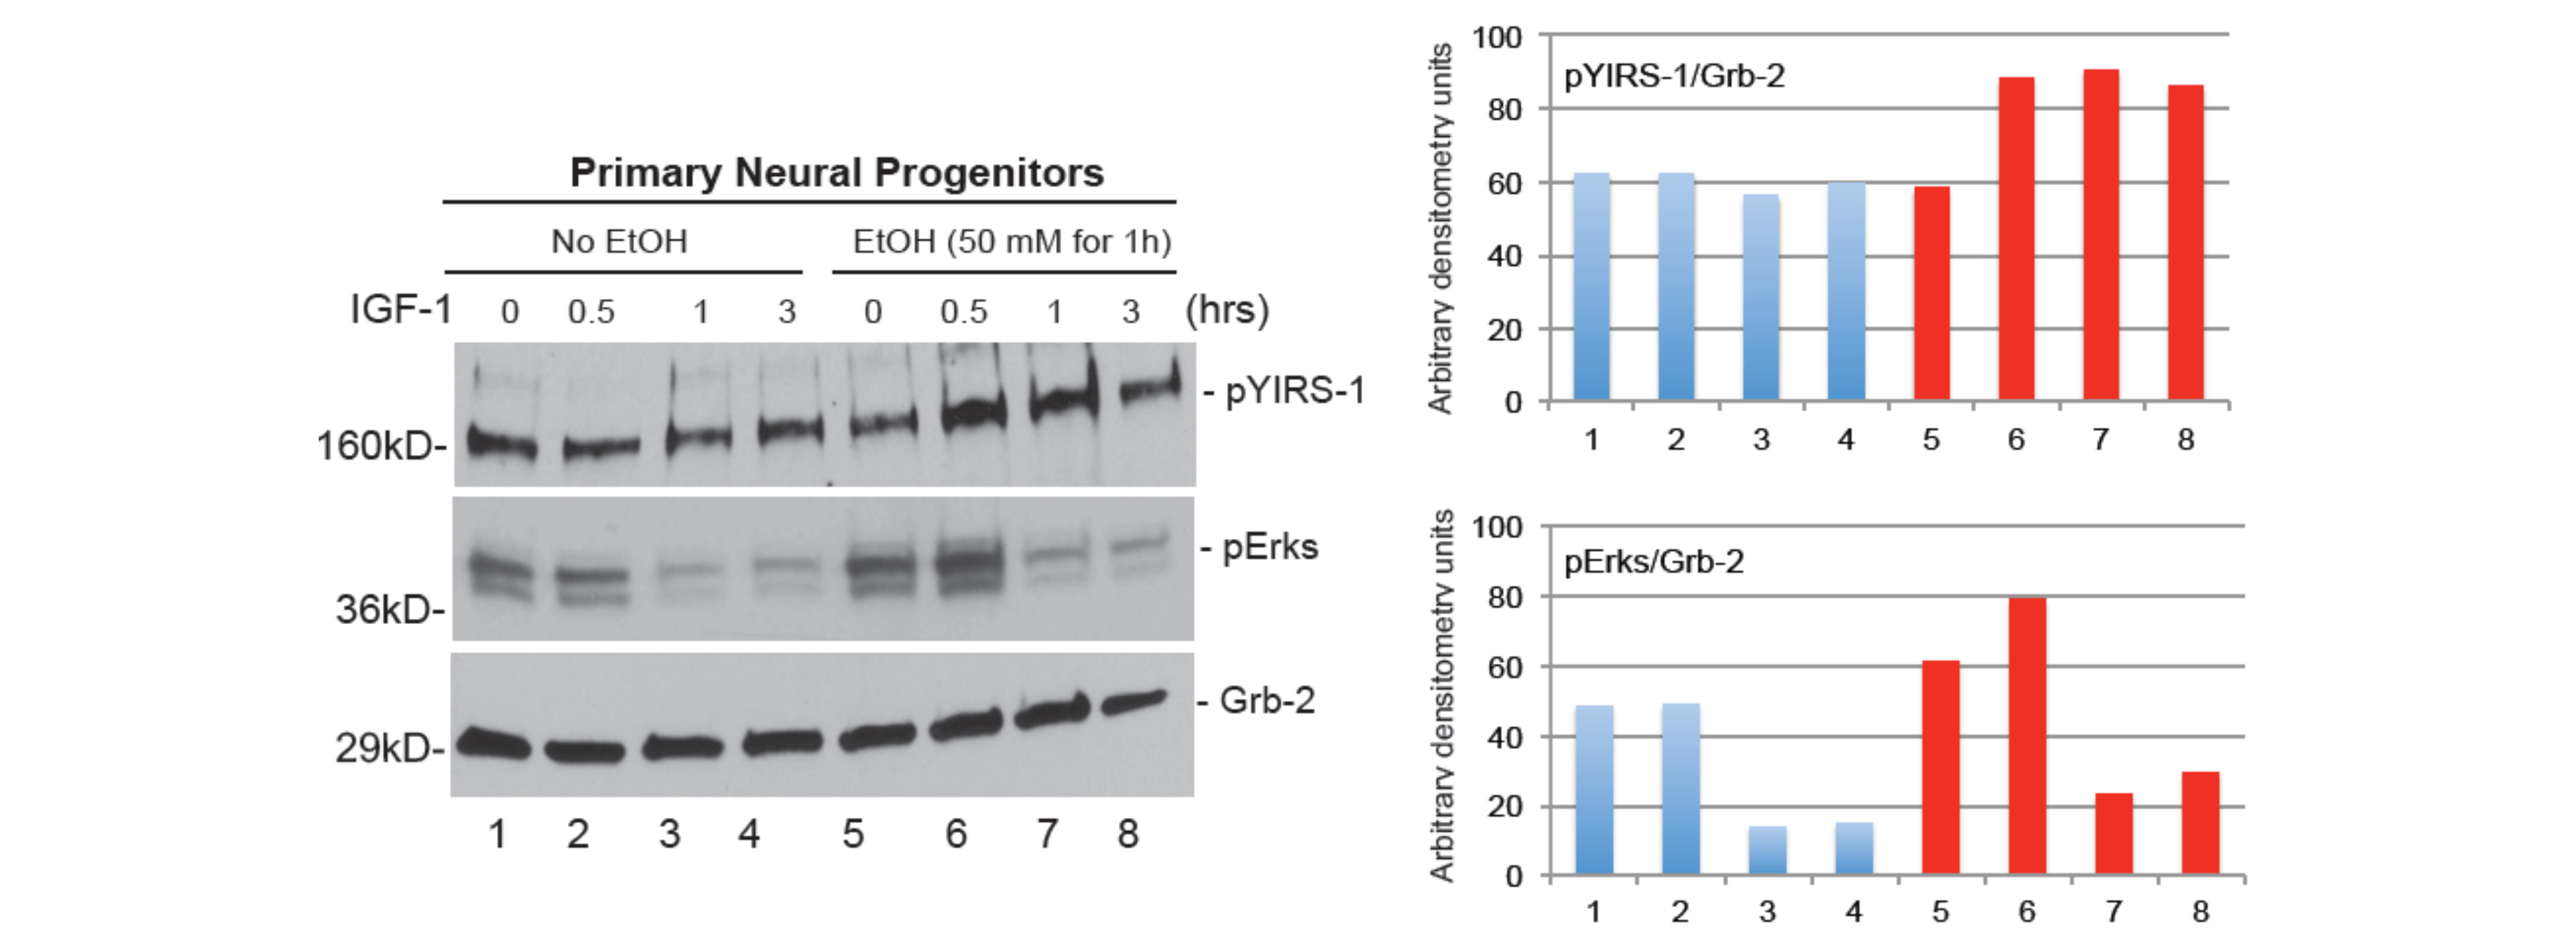 Primary Neural Progenitors
No EtOH EtOH (50 mM for 1h)
IGF-1 0 0.5 1 3 0 0.5 1 3 (hrs)
- pYIRS-1
160kD-
- pErks
36kD-
- Grb-2
29kD-
1 2 3 4 5 6 7 8
Arbitrary densitometry units
pYIRS-1/Grb-2
100
80
60
40
20
0
1 2 3 4 5 6 7 8
Arbitrary densitometry units
pErks/Grb-2
100
80
60
40
20
0
1 2 3 4 5 6 7 8